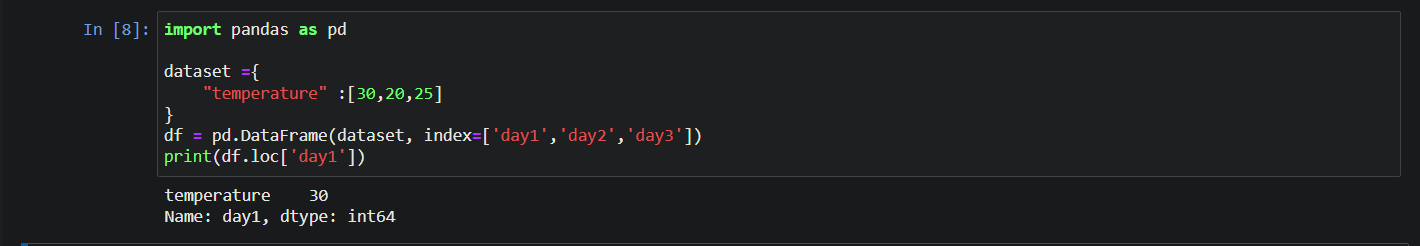 In [8]: import pandas as pd
dataset ={
    "temperature" :[30,20,25]
}
df = pd.DataFrame(dataset, index=['day1','day2','day3'])
print(df.loc['day1'])
temperature    30
Name: day1, dtype: int64